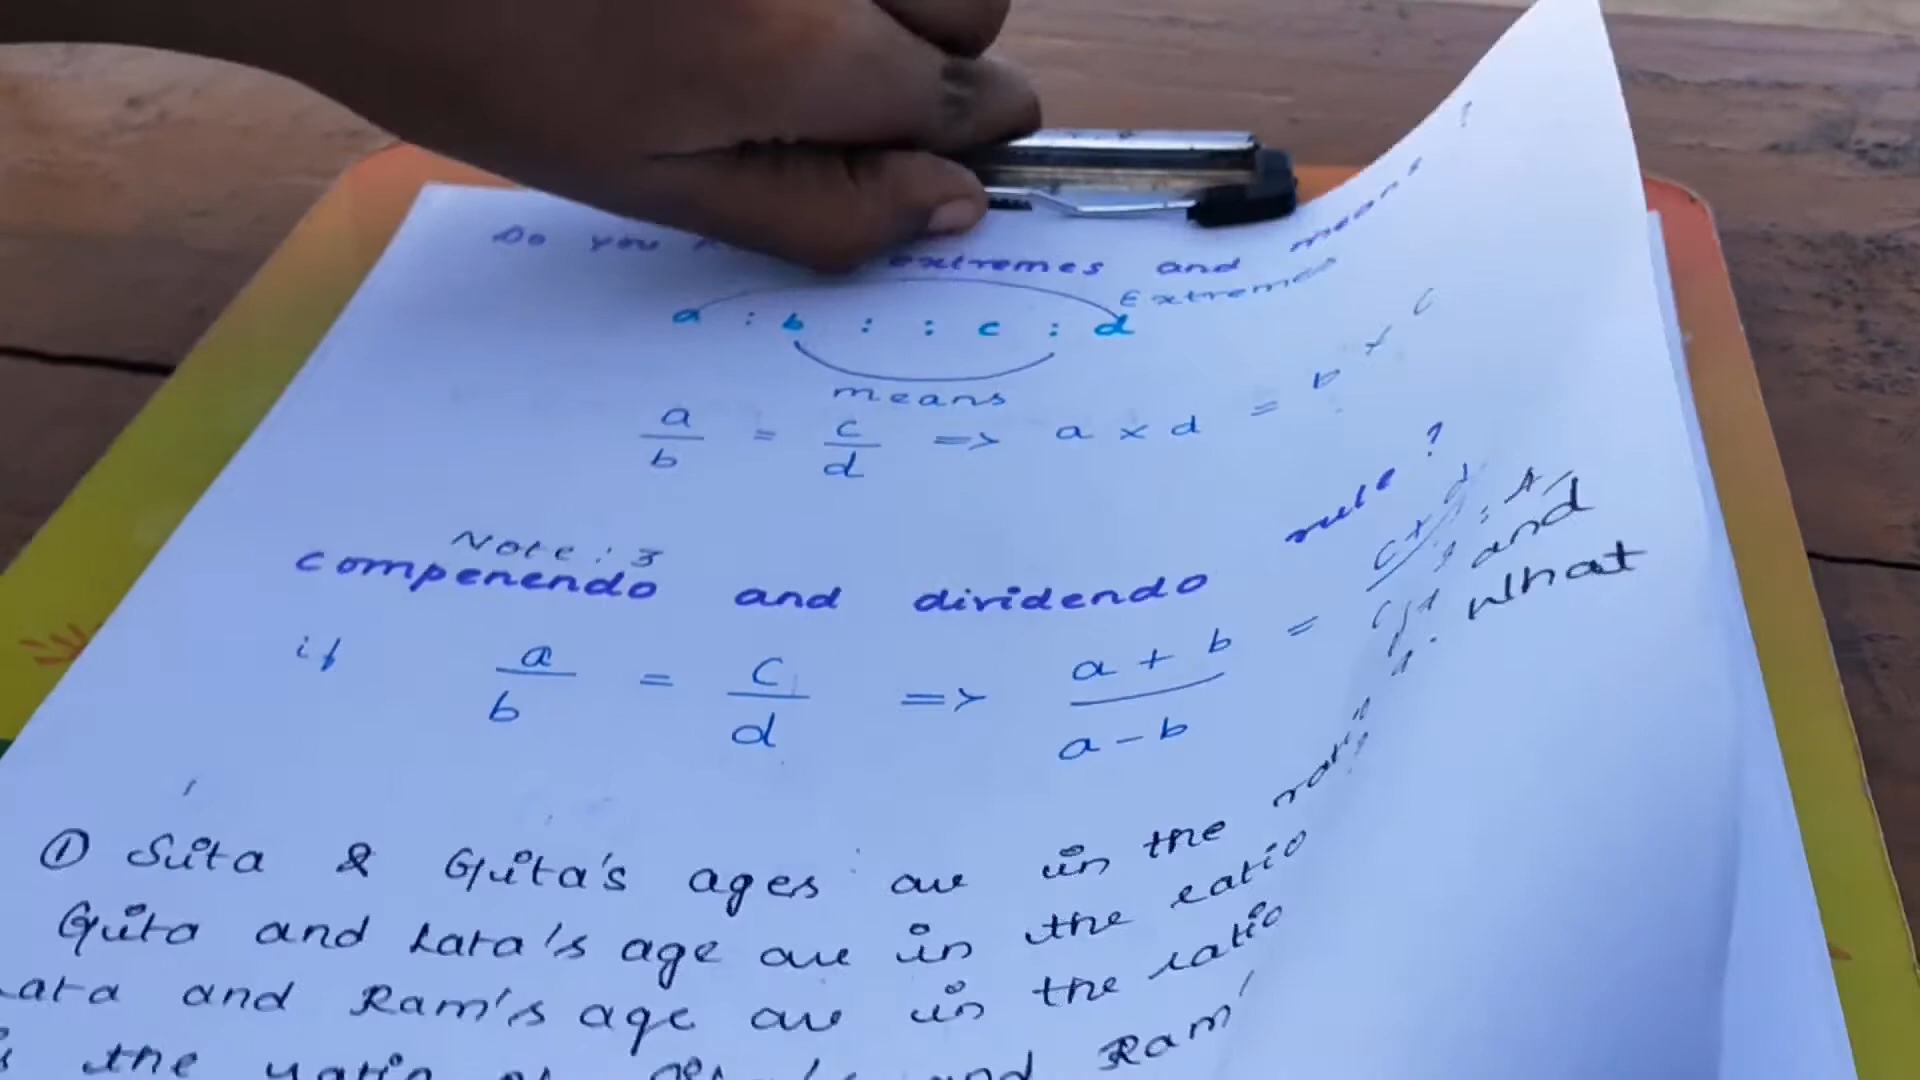 Do you extremes and means ?
Extremes
a : b : : c : d
means
a/b = c/d => a x d = b x c
Note : 3
compenendo and dividendo rule ?
if a/b = c/d => a + b / a - b =
and
What
① Sita & Gita's ages are in the
Gita and Lata's age are in the ratio
Lata and Ram's age are in the ratio
the and Ram'